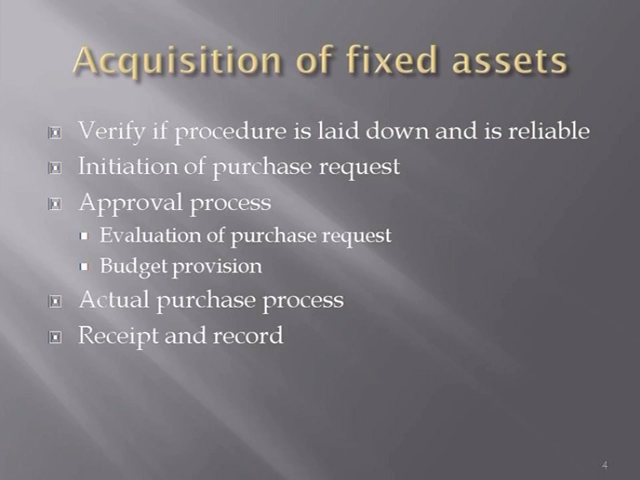 Acquisition of fixed assets
Verify if procedure is laid down and is reliable
Initiation of purchase request
Approval process
Evaluation of purchase request
Budget provision
Actual purchase process
Receipt and record
4